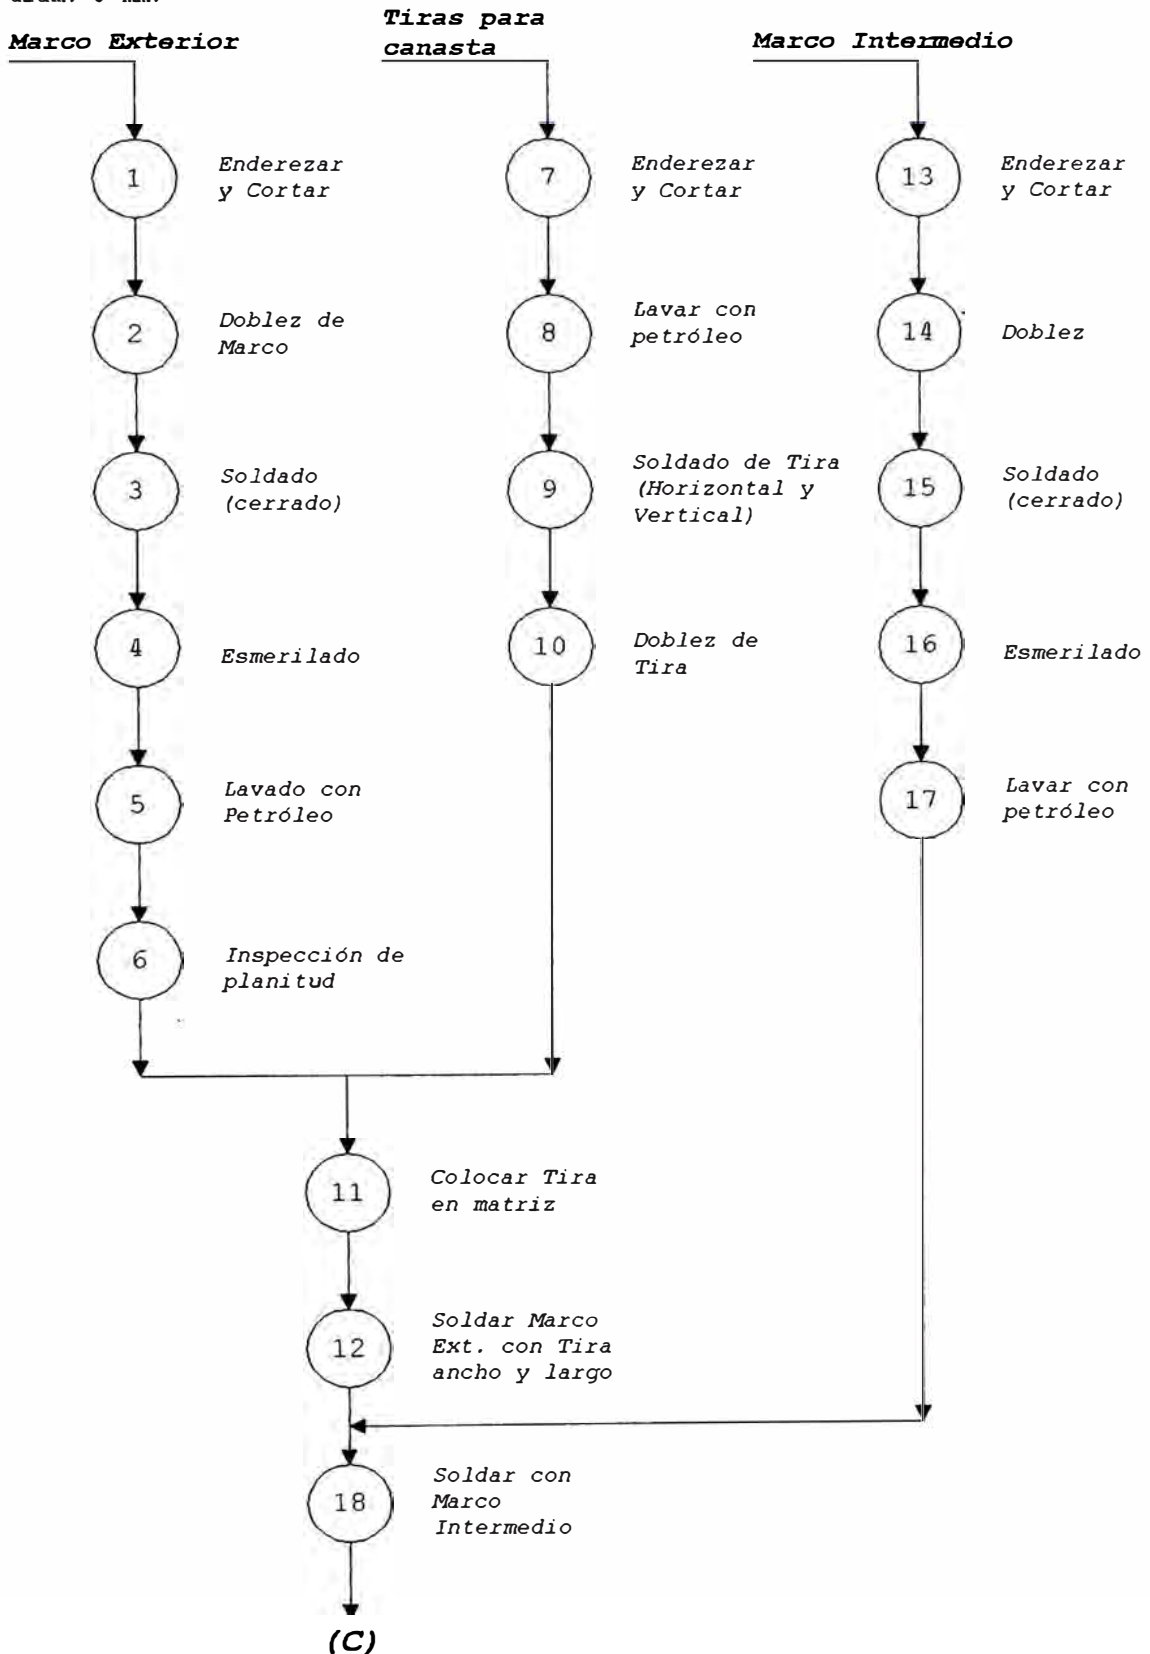 Marco Exterior
Tiras para
canasta
Marco Intermedio
1
Enderezar
y Cortar
7
Enderezar
y Cortar
13
Enderezar
y Cortar
2
Doblez de
Marco
8
Lavar con
petróleo
14
Doblez
3
Soldado
(cerrado)
9
Soldado de Tira
(Horizontal y
Vertical)
15
Soldado
(cerrado)
4
Esmerilado
10
Doblez de
Tira
16
Esmerilado
5
Lavado con
Petróleo
17
Lavar con
petróleo
6
Inspección de
planitud
11
Colocar Tira
en matriz
12
Soldar Marco
Ext. con Tira
ancho y largo
18
Soldar con
Marco
Intermedio
(C)